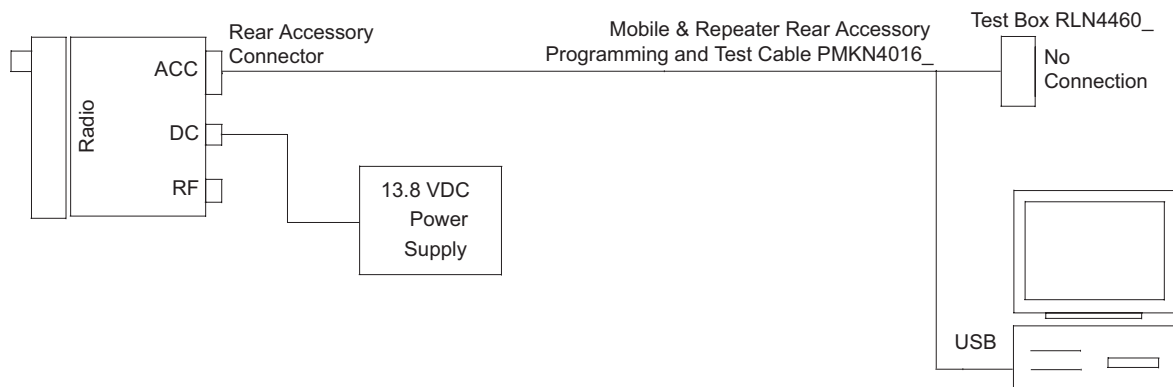 Test Box RLN4460_
Rear Accessory
Connector
Mobile & Repeater Rear Accessory
Programming and Test Cable PMKN4016_
No
Connection
ACC
Radio
DC
RF
13.8 VDC
Power
Supply
USB